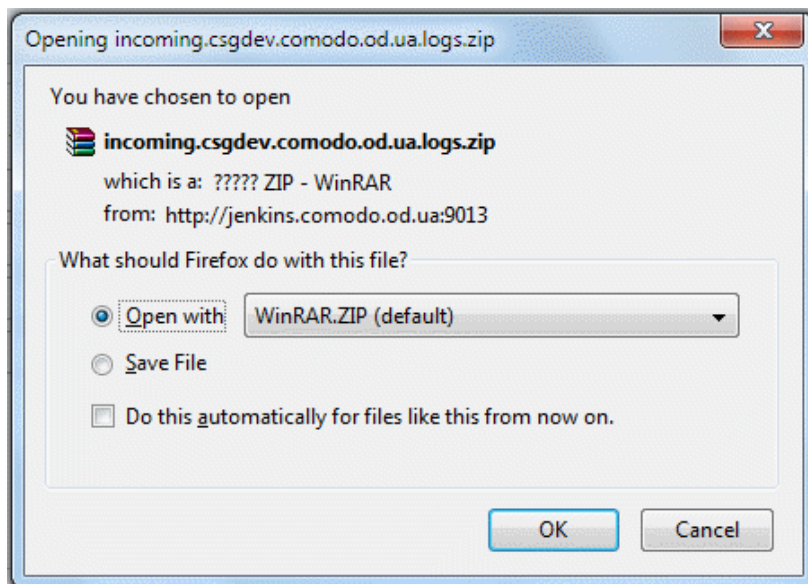 Opening incoming.csgdev.comodo.od.ua.logs.zip
You have chosen to open
incoming.csgdev.comodo.od.ua.logs.zip
which is a: ????? ZIP - WinRAR
from: http://jenkins.comodo.od.ua:9013
What should Firefox do with this file?
Open with WinRAR.ZIP (default)
Save File
Do this automatically for files like this from now on.
OK Cancel